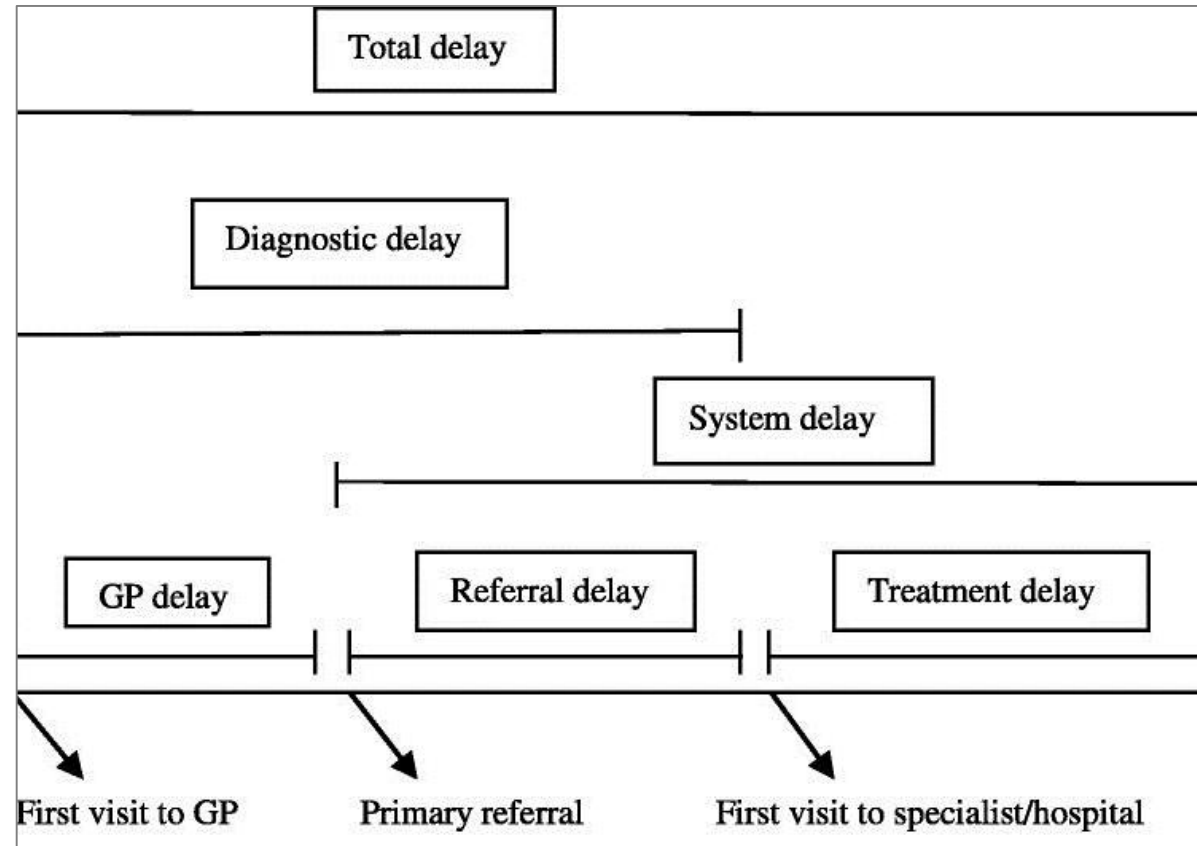 Total delay
Diagnostic delay
System delay
GP delay
Referral delay
Treatment delay
First visit to GP
Primary referral
First visit to specialist/hospital